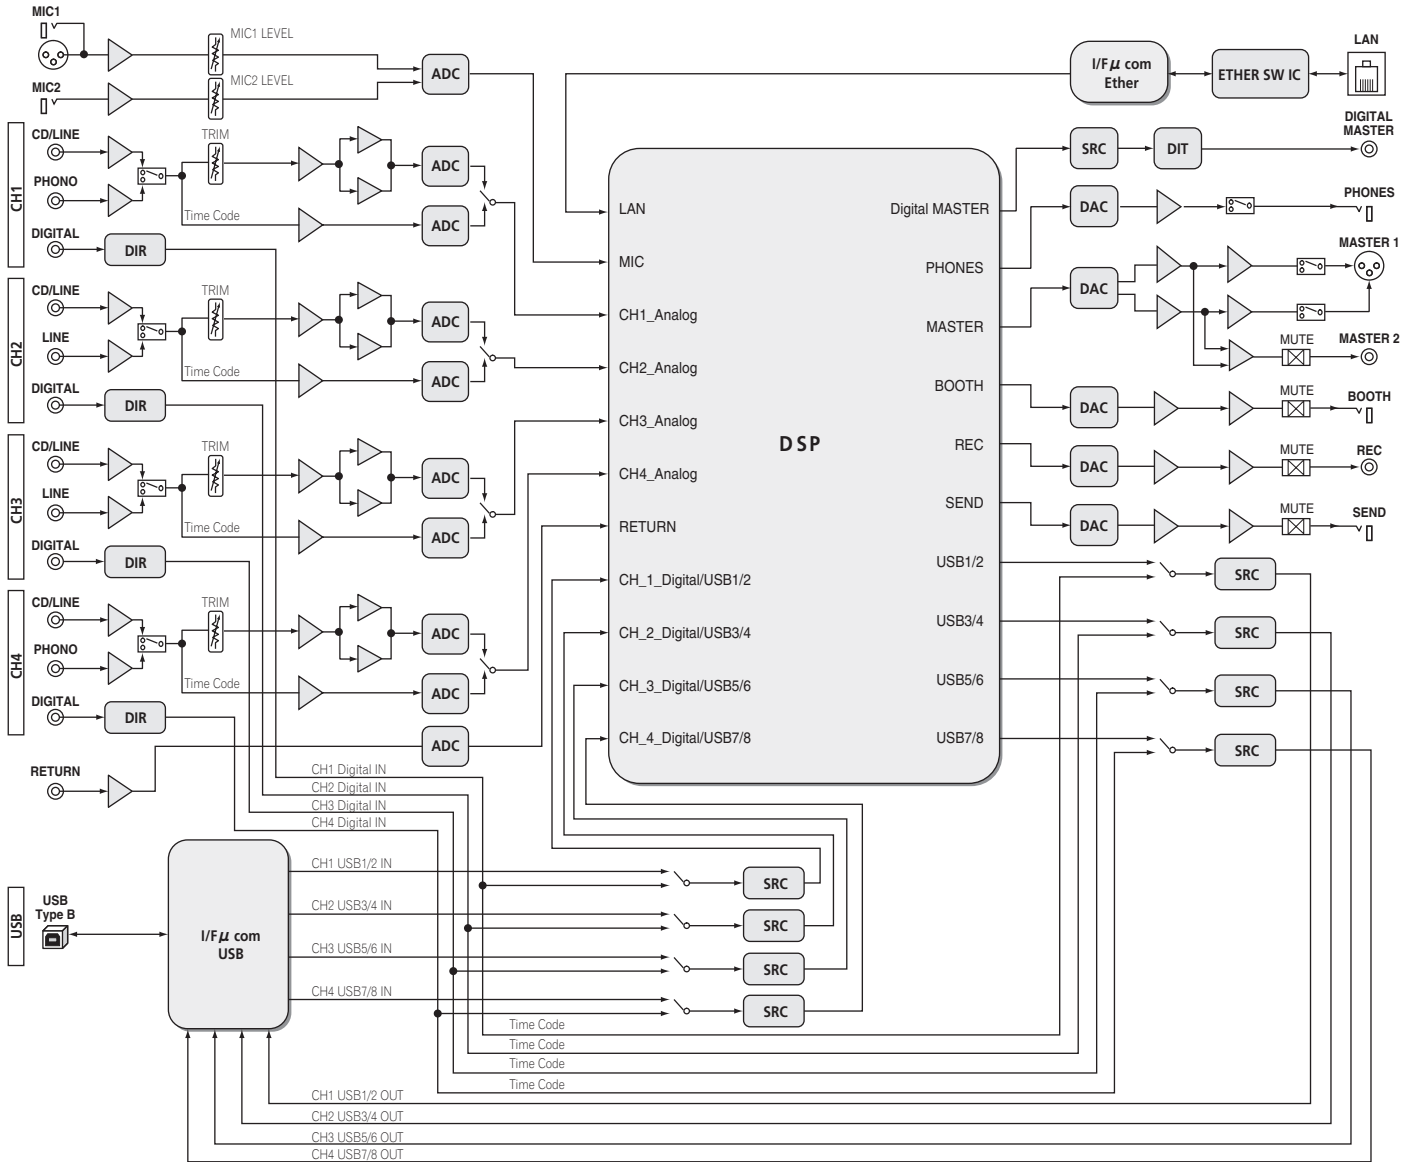 MIC1
MIC1 LEVEL
MIC2
MIC2 LEVEL
ADC
I/F μ com
Ether
ETHER SW IC
LAN
CH1
CD/LINE
TRIM
PHONO
Time Code
DIGITAL
DIR
ADC
ADC
CH2
CD/LINE
TRIM
LINE
Time Code
DIGITAL
DIR
ADC
ADC
CH3
CD/LINE
TRIM
LINE
Time Code
DIGITAL
DIR
ADC
ADC
CH4
CD/LINE
TRIM
PHONO
Time Code
DIGITAL
DIR
ADC
ADC
RETURN
ADC
DSP
LAN
MIC
CH1_Analog
CH2_Analog
CH3_Analog
CH4_Analog
RETURN
CH_1_Digital/USB1/2
CH_2_Digital/USB3/4
CH_3_Digital/USB5/6
CH_4_Digital/USB7/8
Digital MASTER
PHONES
MASTER
BOOTH
REC
SEND
USB1/2
USB3/4
USB5/6
USB7/8
SRC
DIT
DIGITAL
MASTER
DAC
PHONES
DAC
MASTER 1
MUTE
MASTER 2
DAC
MUTE
BOOTH
DAC
MUTE
REC
DAC
MUTE
SEND
SRC
SRC
SRC
SRC
CH1 Digital IN
CH2 Digital IN
CH3 Digital IN
CH4 Digital IN
USB
USB
Type B
I/F μ com
USB
CH1 USB1/2 IN
CH2 USB3/4 IN
CH3 USB5/6 IN
CH4 USB7/8 IN
SRC
SRC
SRC
SRC
Time Code
Time Code
Time Code
Time Code
CH1 USB1/2 OUT
CH2 USB3/4 OUT
CH3 USB5/6 OUT
CH4 USB7/8 OUT